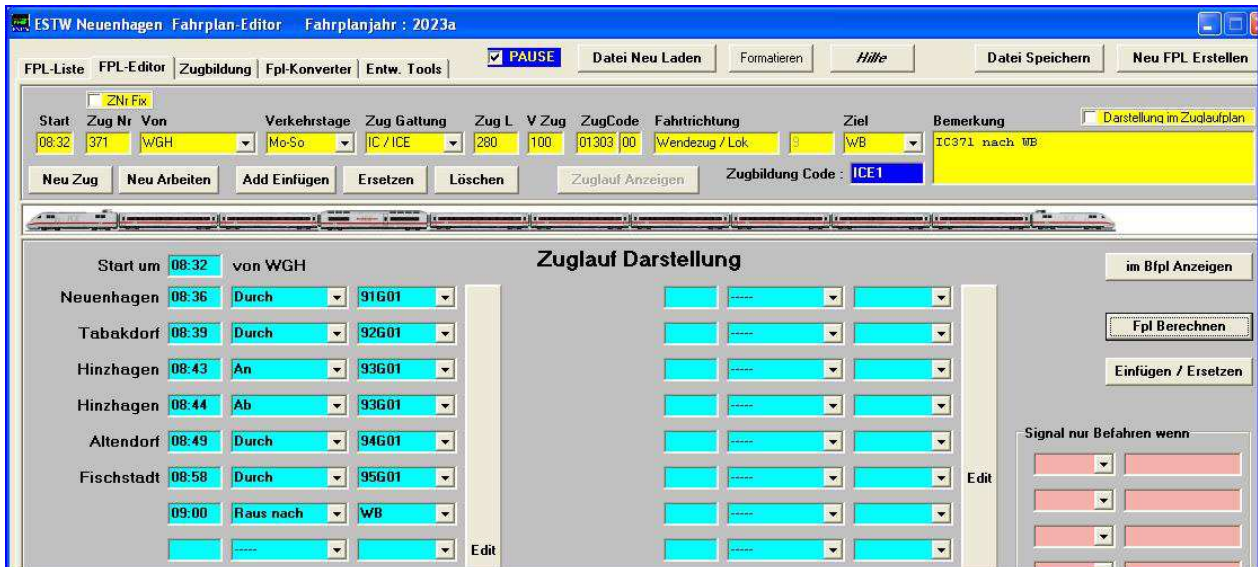 ESTW Neuenhagen Fahrplan-Editor Fahrplanjahr : 2023a
FPL-Liste FPL-Editor Zugbildung Fpl-Konverter Entw. Tools PAUSE Datei Neu Laden Formatieren Hilfe Datei Speichern Neu FPL Erstellen
ZNr Fix
Start Zug Nr Von Verkehrstage Zug Gattung Zug L V Zug ZugCode Fahrtrichtung Ziel Bemerkung Darstellung im Zuglaufplan
08:32 371 WGH Mo-So IC / ICE 280 100 01303 00 Wendezug / Lok 9 WB IC371 nach WB
Neu Zug Neu Arbeiten Add Einfügen Ersetzen Löschen Zuglauf Anzeigen Zugbildung Code : ICE1
Zuglauf Darstellung
Start um 08:32 von WGH im Bfpl Anzeigen
Neuenhagen 08:36 Durch 91G01 -----
Tabakdorf 08:39 Durch 92G01 ----- Fpl Berechnen
Hinzhagen 08:43 An 93G01 ----- Einfügen / Ersetzen
Hinzhagen 08:44 Ab 93G01 -----
Altendorf 08:49 Durch 94G01 ----- Signal nur Befahren wenn
Fischstadt 08:58 Durch 95G01 ----- Edit
09:00 Raus nach WB -----
----- Edit -----